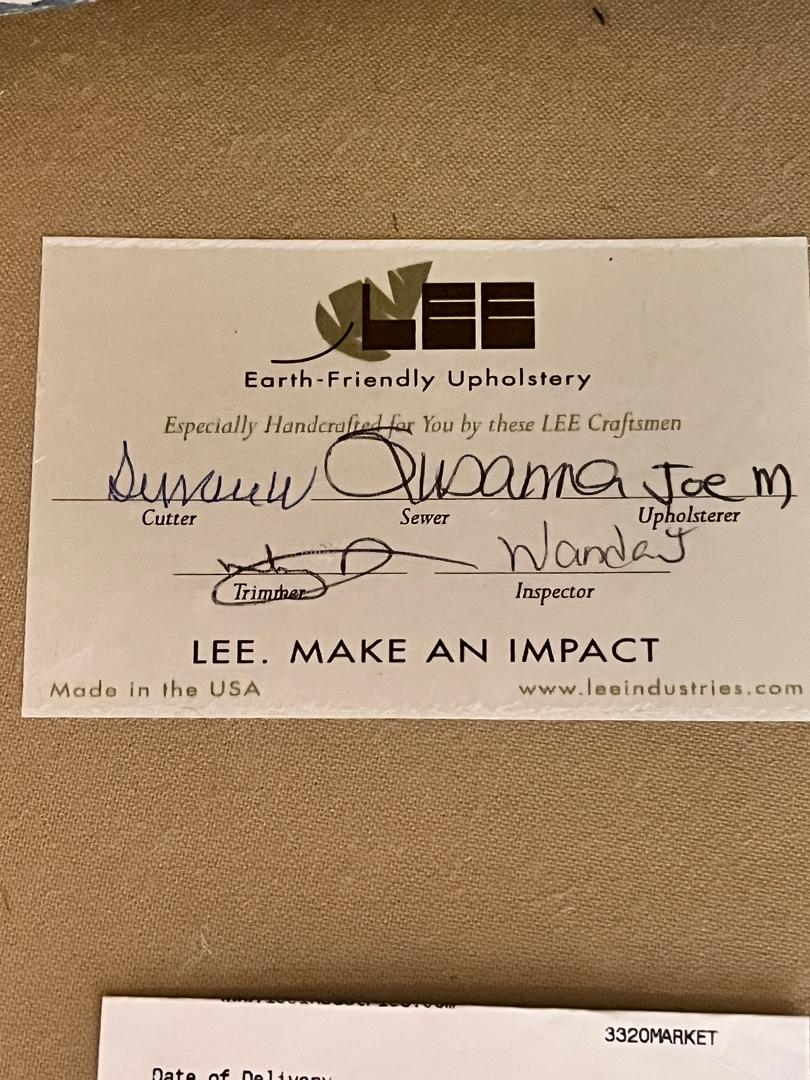 LEE
Earth-Friendly Upholstery
Especially Handcrafted for You by these LEE Craftsmen
Joe M
Cutter Sewer Upholsterer
Wanda J
Trimmer Inspector
LEE. MAKE AN IMPACT
Made in the USA www.leeindustries.com
3320MARKET
Date of Delivery